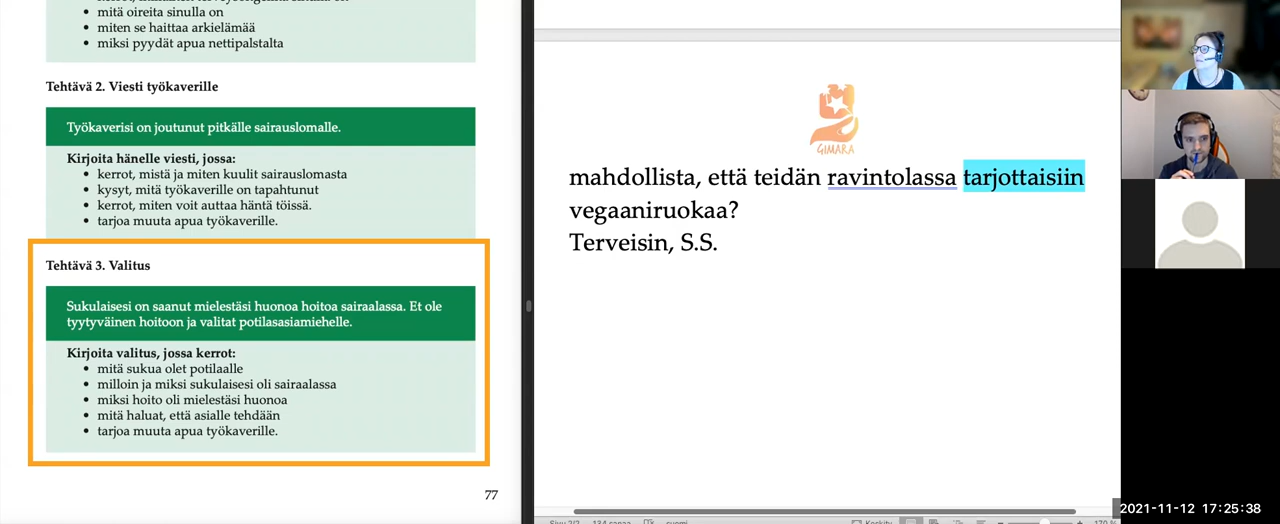 mitä oireita sinulla on
miten se haittaa arkielämää
miksi pyydät apua nettipalstalta
Tehtävä 2. Viesti työkaverille
Työkaverisi on joutunut pitkälle sairauslomalle.
Kirjoita hänelle viesti, jossa:
kerrot, mistä ja miten kuulit sairauslomasta
kysyt, mitä työkaverille on tapahtunut
kerrot, miten voit auttaa häntä töissä.
tarjoa muuta apua työkaverille.
Tehtävä 3. Valitus
Sukulaisesi on saanut mielestäsi huonoa hoitoa sairaalassa. Et ole
tyytyväinen hoitoon ja valitat potilasasiamiehelle.
Kirjoita valitus, jossa kerrot:
mitä sukua olet potilaalle
milloin ja miksi sukulaisesi oli sairaalassa
miksi hoito oli mielestäsi huonoa
mitä haluat, että asialle tehdään
tarjoa muuta apua työkaverille.
77
GIMARA
mahdollista, että teidän ravintolassa tarjottaisiin
vegaaniruokaa?
Terveisin, S.S.
2021-11-12 17:25:38